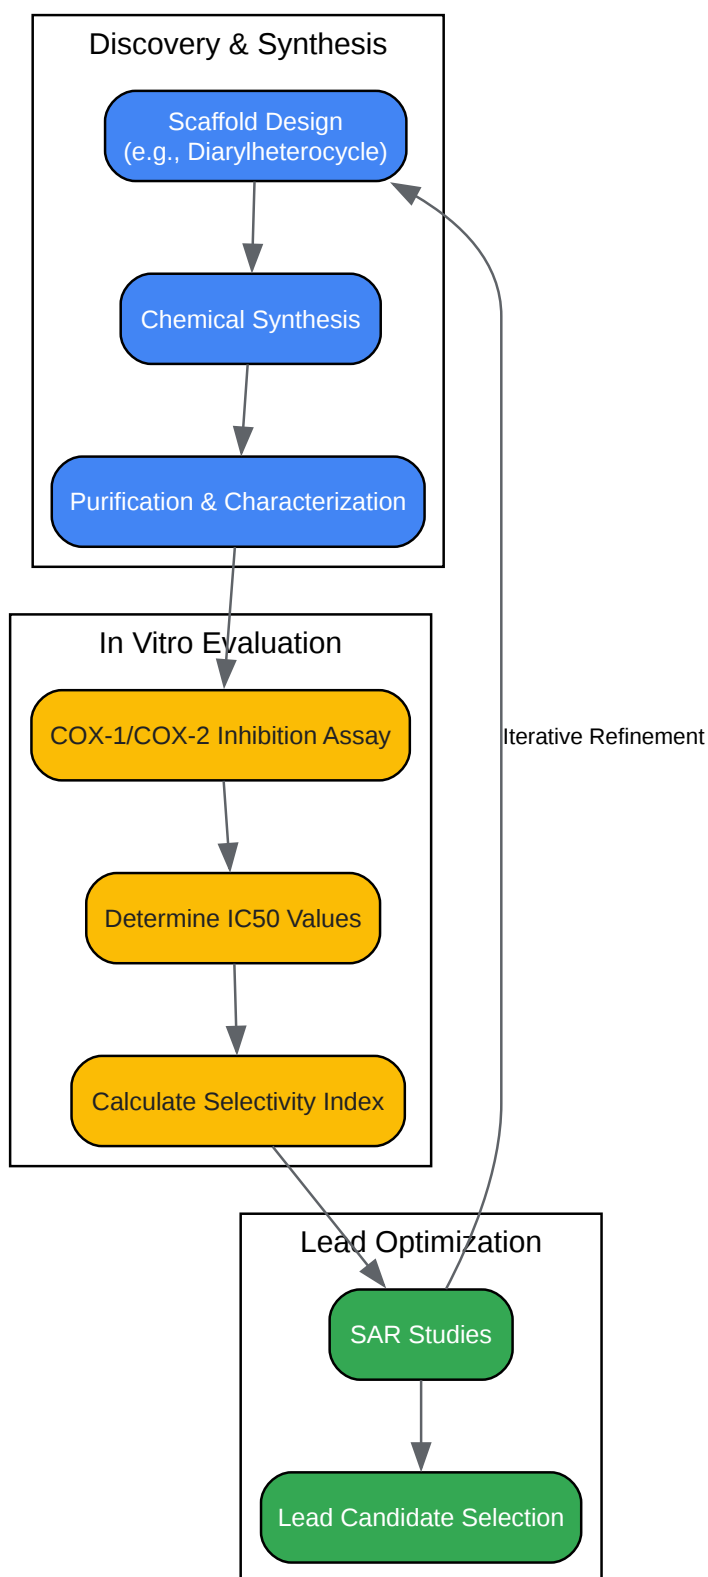 Discovery & Synthesis
Scaffold Design
(e.g., Diarylheterocycle)
Chemical Synthesis
Purification & Characterization
In Vitro Evaluation
COX-1/COX-2 Inhibition Assay
Iterative Refinement
Determine IC50 Values
Calculate Selectivity Index
Lead Optimization
SAR Studies
Lead Candidate Selection